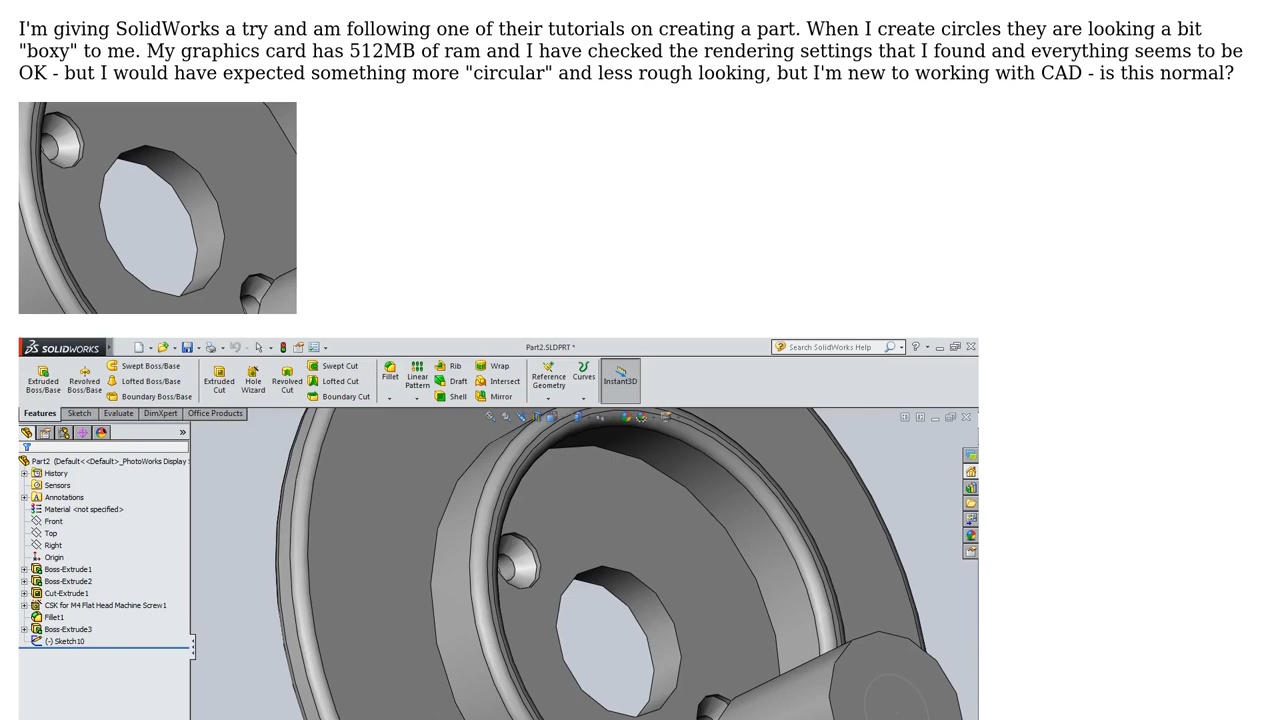 I'm giving SolidWorks a try and am following one of their tutorials on creating a part. When I create circles they are looking a bit
"boxy" to me. My graphics card has 512MB of ram and I have checked the rendering settings that I found and everything seems to be
OK - but I would have expected something more "circular" and less rough looking, but I'm new to working with CAD - is this normal?
SOLIDWORKS
Part2.SLDPRT *
Search SolidWorks Help
Extruded Boss/Base
Revolved Boss/Base
Swept Boss/Base
Lofted Boss/Base
Boundary Boss/Base
Extruded Cut
Hole Wizard
Revolved Cut
Swept Cut
Lofted Cut
Boundary Cut
Fillet
Linear Pattern
Rib
Draft
Shell
Wrap
Intersect
Mirror
Reference Geometry
Curves
Instant3D
Features Sketch Evaluate DimXpert Office Products
Part2 (Default<<Default>_PhotoWorks Display
History
Sensors
Annotations
Material <not specified>
Front
Top
Right
Origin
Boss-Extrude1
Boss-Extrude2
Cut-Extrude1
CSK for M4 Flat Head Machine Screw1
Fillet1
Boss-Extrude3
(-) Sketch10